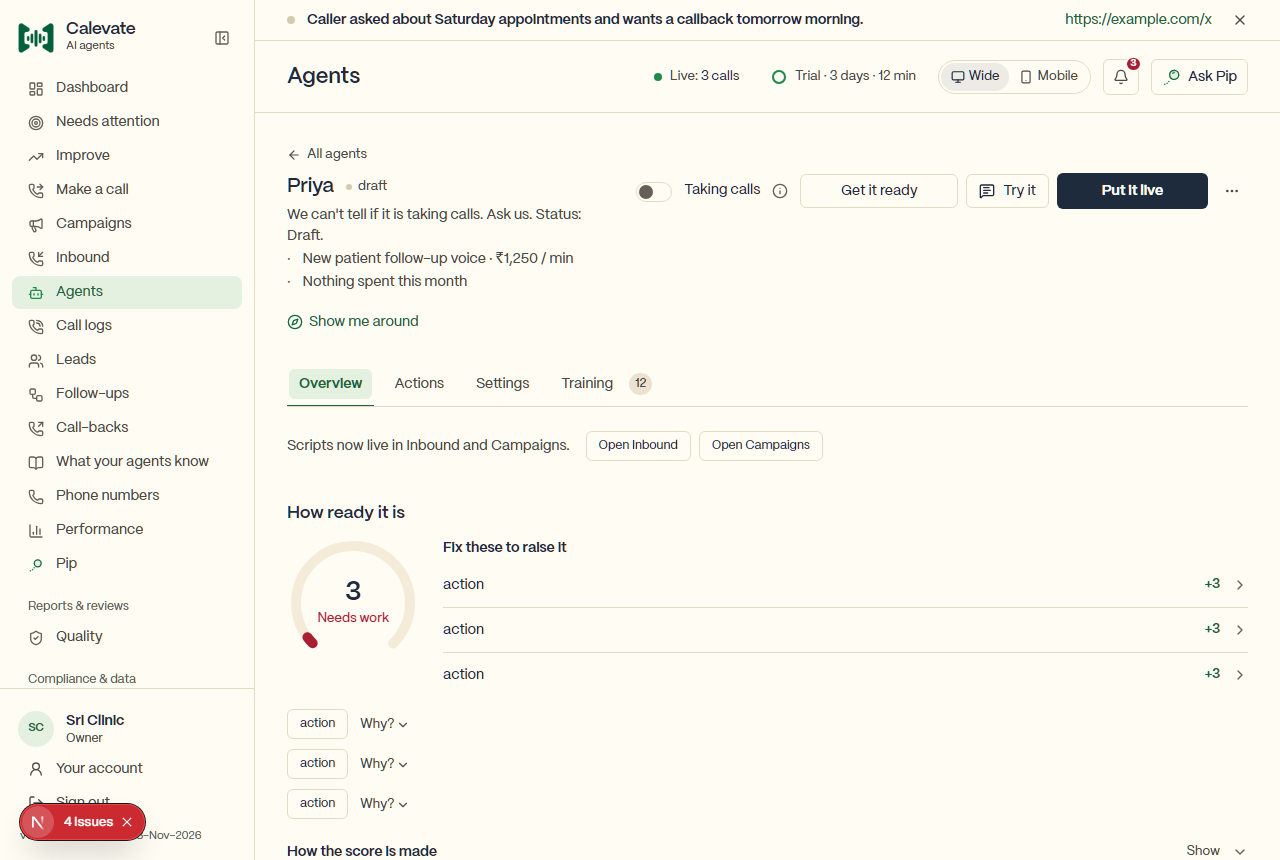 Calevate
AI agents
Dashboard
Needs attention
Improve
Make a call
Campaigns
Inbound
Agents
Call logs
Leads
Follow-ups
Call-backs
What your agents know
Phone numbers
Performance
Pip
Reports & reviews
Quality
Compliance & data
SC
Sri Clinic
Owner
Your account
Sign out
4 Issues
-Nov-2026
Caller asked about Saturday appointments and wants a callback tomorrow morning.
https://example.com/x
Agents
Live: 3 calls
Trial · 3 days · 12 min
Wide
Mobile
3
Ask Pip
All agents
Priya
draft
Taking calls
Get it ready
Try it
Put it live
We can't tell if it is taking calls. Ask us. Status:
Draft.
· New patient follow-up voice · ₹1,250 / min
· Nothing spent this month
Show me around
Overview
Actions
Settings
Training
12
Scripts now live in Inbound and Campaigns.
Open Inbound
Open Campaigns
How ready it is
3
Needs work
Fix these to raise it
action +3
action +3
action +3
action Why?
action Why?
action Why?
How the score is made
Show